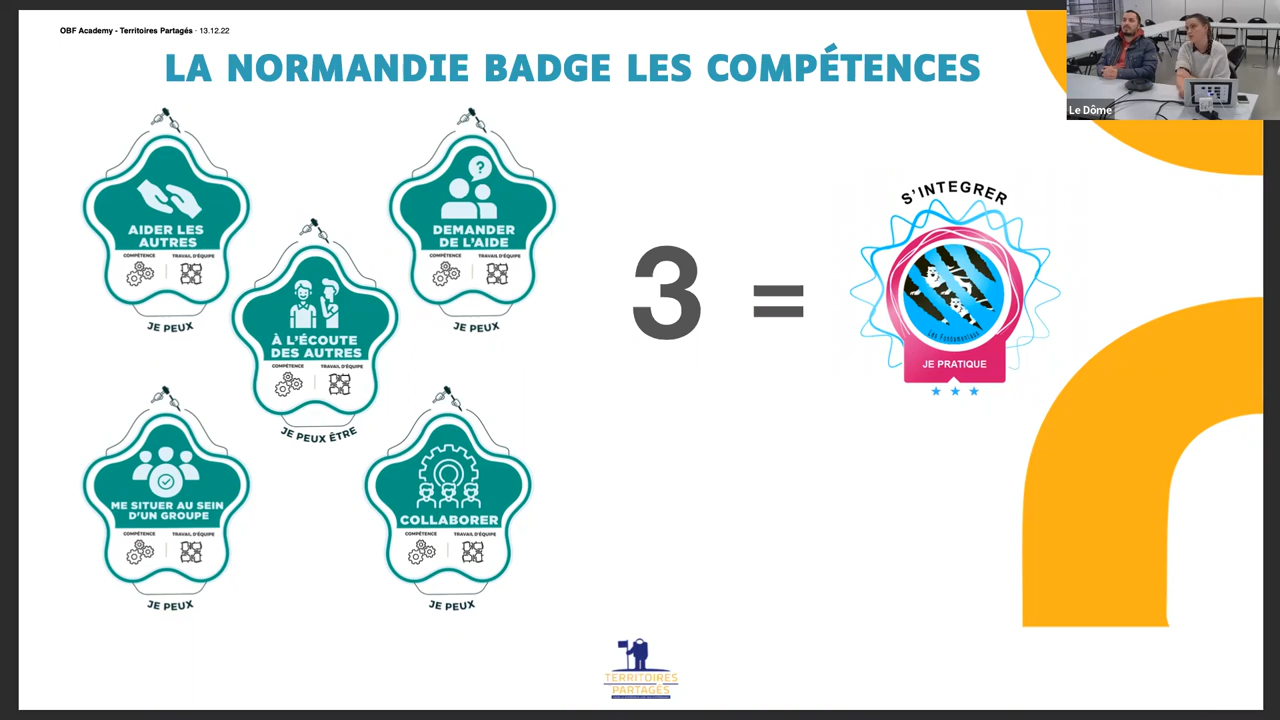 OBF Academy - Territoires Partagés · 13.12.22
LA NORMANDIE BADGE LES COMPÉTENCES
Le Dôme
AIDER LES
AUTRES
COMPÉTENCE TRAVAIL D'ÉQUIPE
JE PEUX
DEMANDER
DE L'AIDE
COMPÉTENCE TRAVAIL D'ÉQUIPE
JE PEUX
À L'ÉCOUTE
DES AUTRES
COMPÉTENCE TRAVAIL D'ÉQUIPE
JE PEUX ÊTRE
3 =
S'INTEGRER
Les Fondamentaux
JE PRATIQUE
ME SITUER AU SEIN
D'UN GROUPE
COMPÉTENCE TRAVAIL D'ÉQUIPE
JE PEUX
COLLABORER
COMPÉTENCE TRAVAIL D'ÉQUIPE
JE PEUX
TERRITOIRES
PARTAGÉS